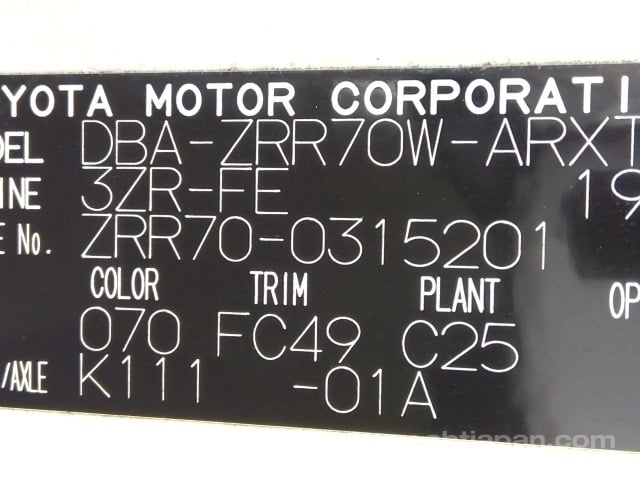 OYOTA MOTOR CORPORATI
DEL DBA-ZRR70W-ARXT
INE 3ZR-FE 19
E No. ZRR70-0315201
COLOR TRIM PLANT OP
070 FC49 C25
/AXLE K111 -01A